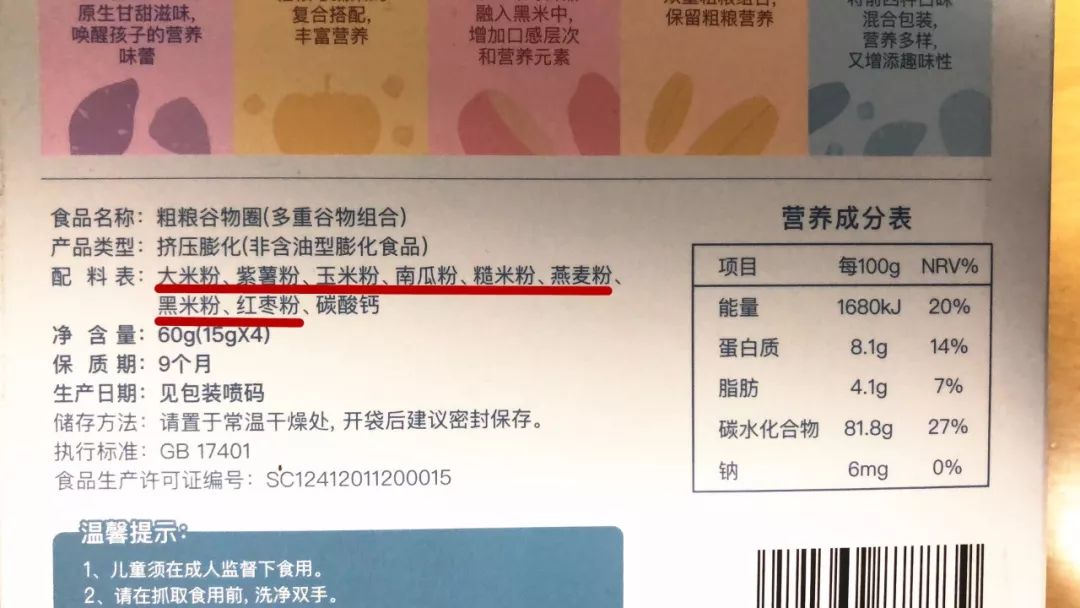 原生甘甜滋味,
唤醒孩子的营养
味蕾
复合搭配,
丰富营养
融入黑米中,
增加口感层次
和营养元素
保留粗粮营养
混合包装,
营养多样,
又增添趣味性
食品名称: 粗粮谷物圈(多重谷物组合)
产品类型: 挤压膨化(非含油型膨化食品)
配料表: 大米粉、紫薯粉、玉米粉、南瓜粉、糙米粉、燕麦粉、
黑米粉、红枣粉、碳酸钙
净含量: 60g(15gX4)
保质期: 9个月
生产日期: 见包装喷码
储存方法: 请置于常温干燥处, 开袋后建议密封保存。
执行标准: GB 17401
食品生产许可证编号: SC12412011200015
营养成分表
项目 每100g NRV%
能量 1680kJ 20%
蛋白质 8.1g 14%
脂肪 4.1g 7%
碳水化合物 81.8g 27%
钠 6mg 0%
温馨提示:
1、儿童须在成人监督下食用。
2、请在抓取食用前, 洗净双手。